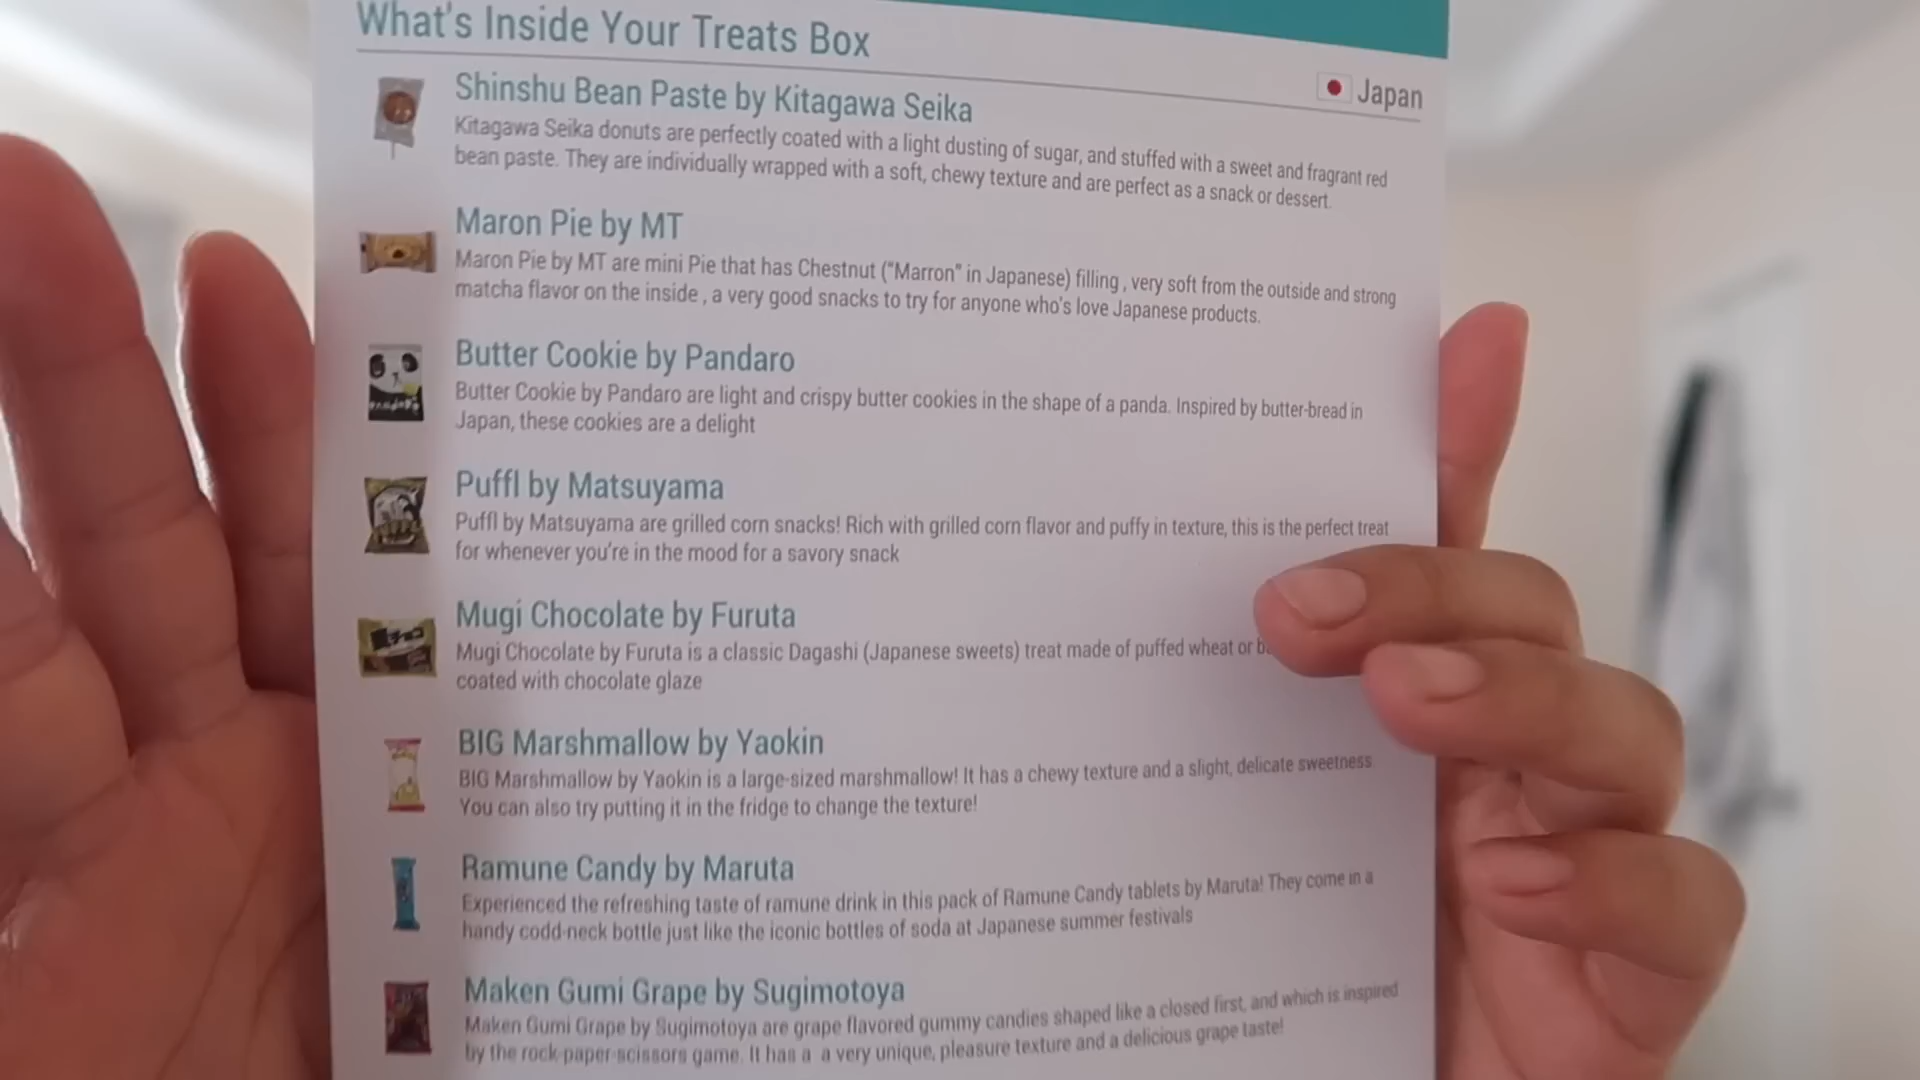 What's Inside Your Treats Box
Japan
Shinshu Bean Paste by Kitagawa Seika
Kitagawa Seika donuts are perfectly coated with a light dusting of sugar, and stuffed with a sweet and fragrant red
bean paste. They are individually wrapped with a soft, chewy texture and are perfect as a snack or dessert.
Maron Pie by MT
Maron Pie by MT are mini Pie that has Chestnut ("Marron" in Japanese) filling , very soft from the outside and strong
matcha flavor on the inside , a very good snacks to try for anyone who's love Japanese products.
Butter Cookie by Pandaro
Butter Cookie by Pandaro are light and crispy butter cookies in the shape of a panda. Inspired by butter-bread in
Japan, these cookies are a delight
Puffl by Matsuyama
Puffl by Matsuyama are grilled corn snacks! Rich with grilled corn flavor and puffy in texture, this is the perfect treat
for whenever you're in the mood for a savory snack
Mugi Chocolate by Furuta
Mugi Chocolate by Furuta is a classic Dagashi (Japanese sweets) treat made of puffed wheat or
coated with chocolate glaze
BIG Marshmallow by Yaokin
BIG Marshmallow by Yaokin is a large-sized marshmallow! It has a chewy texture and a slight, delicate sweetness
You can also try putting it in the fridge to change the texture!
Ramune Candy by Maruta
Experienced the refreshing taste of ramune drink in this pack of Ramune Candy tablets by Maruta! They come in a
handy codd-neck bottle just like the iconic bottles of soda at Japanese summer festivals
Maken Gumi Grape by Sugimotoya
Maken Gumi Grape by Sugimotoya are grape flavored gummy candies shaped like a closed first, and which is inspired
by the rock-paper-scissors game. It has a a very unique, pleasure texture and a delicious grape taste!